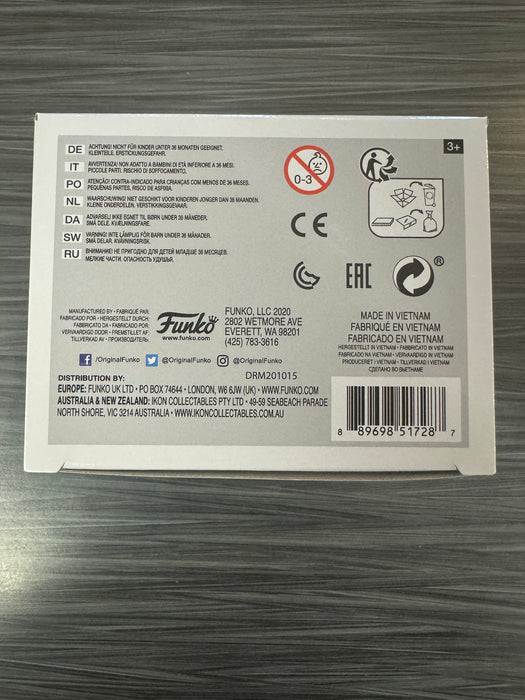 DE ACHTUNG! NICHT FÜR KINDER UNTER 36 MONATEN GEEIGNET,
KLEINTEILE. ERSTICKUNGSGEFAHR.
IT AVVERTENZA! NON ADATTO A BAMBINI DI ETÀ INFERIORE A 36 MESI.
PICCOLE PARTI. RISCHIO DI SOFFOCAMENTO.
PO ATENÇÃO! CONTRA-INDICADO PARA CRIANÇAS COM MENOS DE 36 MESES.
PEQUENAS PARTES, RISCO DE ASFIXIA.
NL WAARSCHUWING! NIET GESCHIKT VOOR KINDEREN JONGER DAN 36 MAANDEN.
KLEINE ONDERDELEN. VERSTIKKINGSGEVAAR.
DA ADVARSEL! IKKE EGNET TIL BØRN UNDER 36 MÅNEDER.
SMÅ DELE. KVÆLNINGSFARE.
SW VARNING! INTE LÄMPLIG FÖR BARN UNDER 36 MÅNADER.
SMÅ DELAR. KVÄVNINGSRISK.
RU ВНИМАНИЕ! НЕ ПРИГОДНО ДЛЯ ДЕТЕЙ МЛАДШЕ 36 МЕСЯЦЕВ.
МЕЛКИЕ ЧАСТИ. ОПАСНОСТЬ УДУШЬЯ.
0-3
3+
CE
EAC
®
MANUFACTURED BY • FABRIQUÉ PAR
FABRICADO POR • HERGESTELLT DURCH
FABBRICATO DA • FABRICADO POR
VERVAARDIGD DOOR • FREMSTILLET AF
TILLVERKAD AV •
Funko
www.funko.com
FUNKO, LLC 2020
2802 WETMORE AVE
EVERETT, WA 98201
(425) 783-3616
MADE IN VIETNAM
FABRIQUÉ EN VIETNAM
FABRICADO EN VIETNAM
HERGESTELLT IN VIETNAM • FABBRICATO IN VIETNAM
FABRICADO NA VIETNAM • VERVAARDIGD IN VIETNAM
PRODUCERET I VIETNAM • TILLVERKAD I VIETNAM
СДЕЛАНО ВО ВЬЕТНАМЕ
/OriginalFunko @OriginalFunko @OriginalFunko
DRM201015
DISTRIBUTION BY:
EUROPE: FUNKO UK LTD • PO BOX 74644 • LONDON, W6 6JW (UK) • WWW.FUNKO.COM
AUSTRALIA & NEW ZEALAND: IKON COLLECTABLES PTY LTD • 49-59 SEABEACH PARADE
NORTH SHORE, VIC 3214 AUSTRALIA • WWW.IKONCOLLECTABLES.COM.AU
8 89698 51728 7